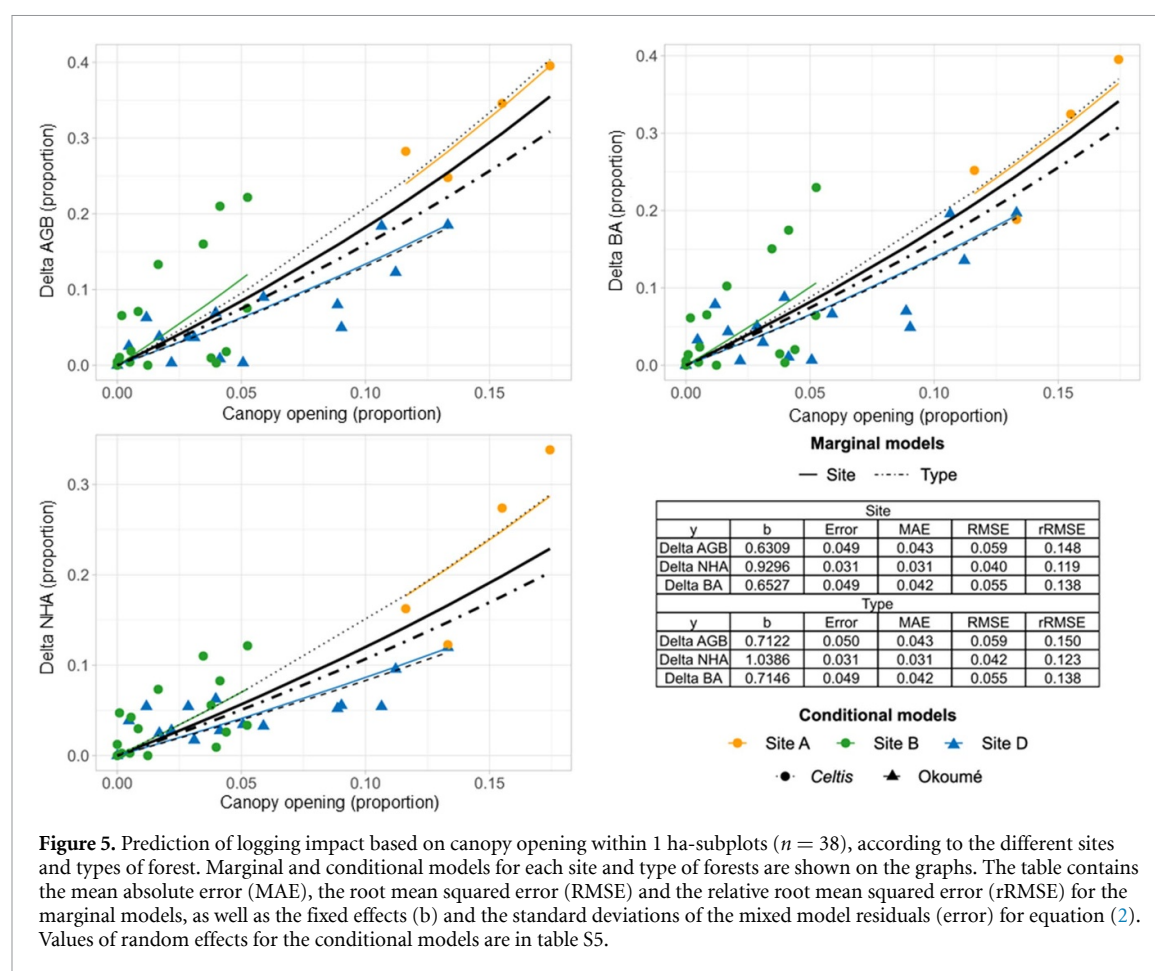 0.4
0.3
0.2
0.1
0.0
Delta AGB (proportion)
0.00 0.05 0.10 0.15
Canopy opening (proportion)
0.4
0.3
0.2
0.1
0.0
Delta BA (proportion)
0.00 0.05 0.10 0.15
Canopy opening (proportion)
0.3
0.2
0.1
0.0
Delta NHA (proportion)
0.00 0.05 0.10 0.15
Canopy opening (proportion)
Marginal models
Site Type
Site
y b Error MAE RMSE rRMSE
Delta AGB 0.6309 0.049 0.043 0.059 0.148
Delta NHA 0.9296 0.031 0.031 0.040 0.119
Delta BA 0.6527 0.049 0.042 0.055 0.138
Type
y b Error MAE RMSE rRMSE
Delta AGB 0.7122 0.050 0.043 0.059 0.150
Delta NHA 1.0386 0.031 0.031 0.042 0.123
Delta BA 0.7146 0.049 0.042 0.055 0.138
Conditional models
Site A Site B Site D
Celtis Okoumé
Figure 5. Prediction of logging impact based on canopy opening within 1 ha-subplots (n = 38), according to the different sites
and types of forest. Marginal and conditional models for each site and type of forests are shown on the graphs. The table contains
the mean absolute error (MAE), the root mean squared error (RMSE) and the relative root mean squared error (rRMSE) for the
marginal models, as well as the fixed effects (b) and the standard deviations of the mixed model residuals (error) for equation (2).
Values of random effects for the conditional models are in table S5.